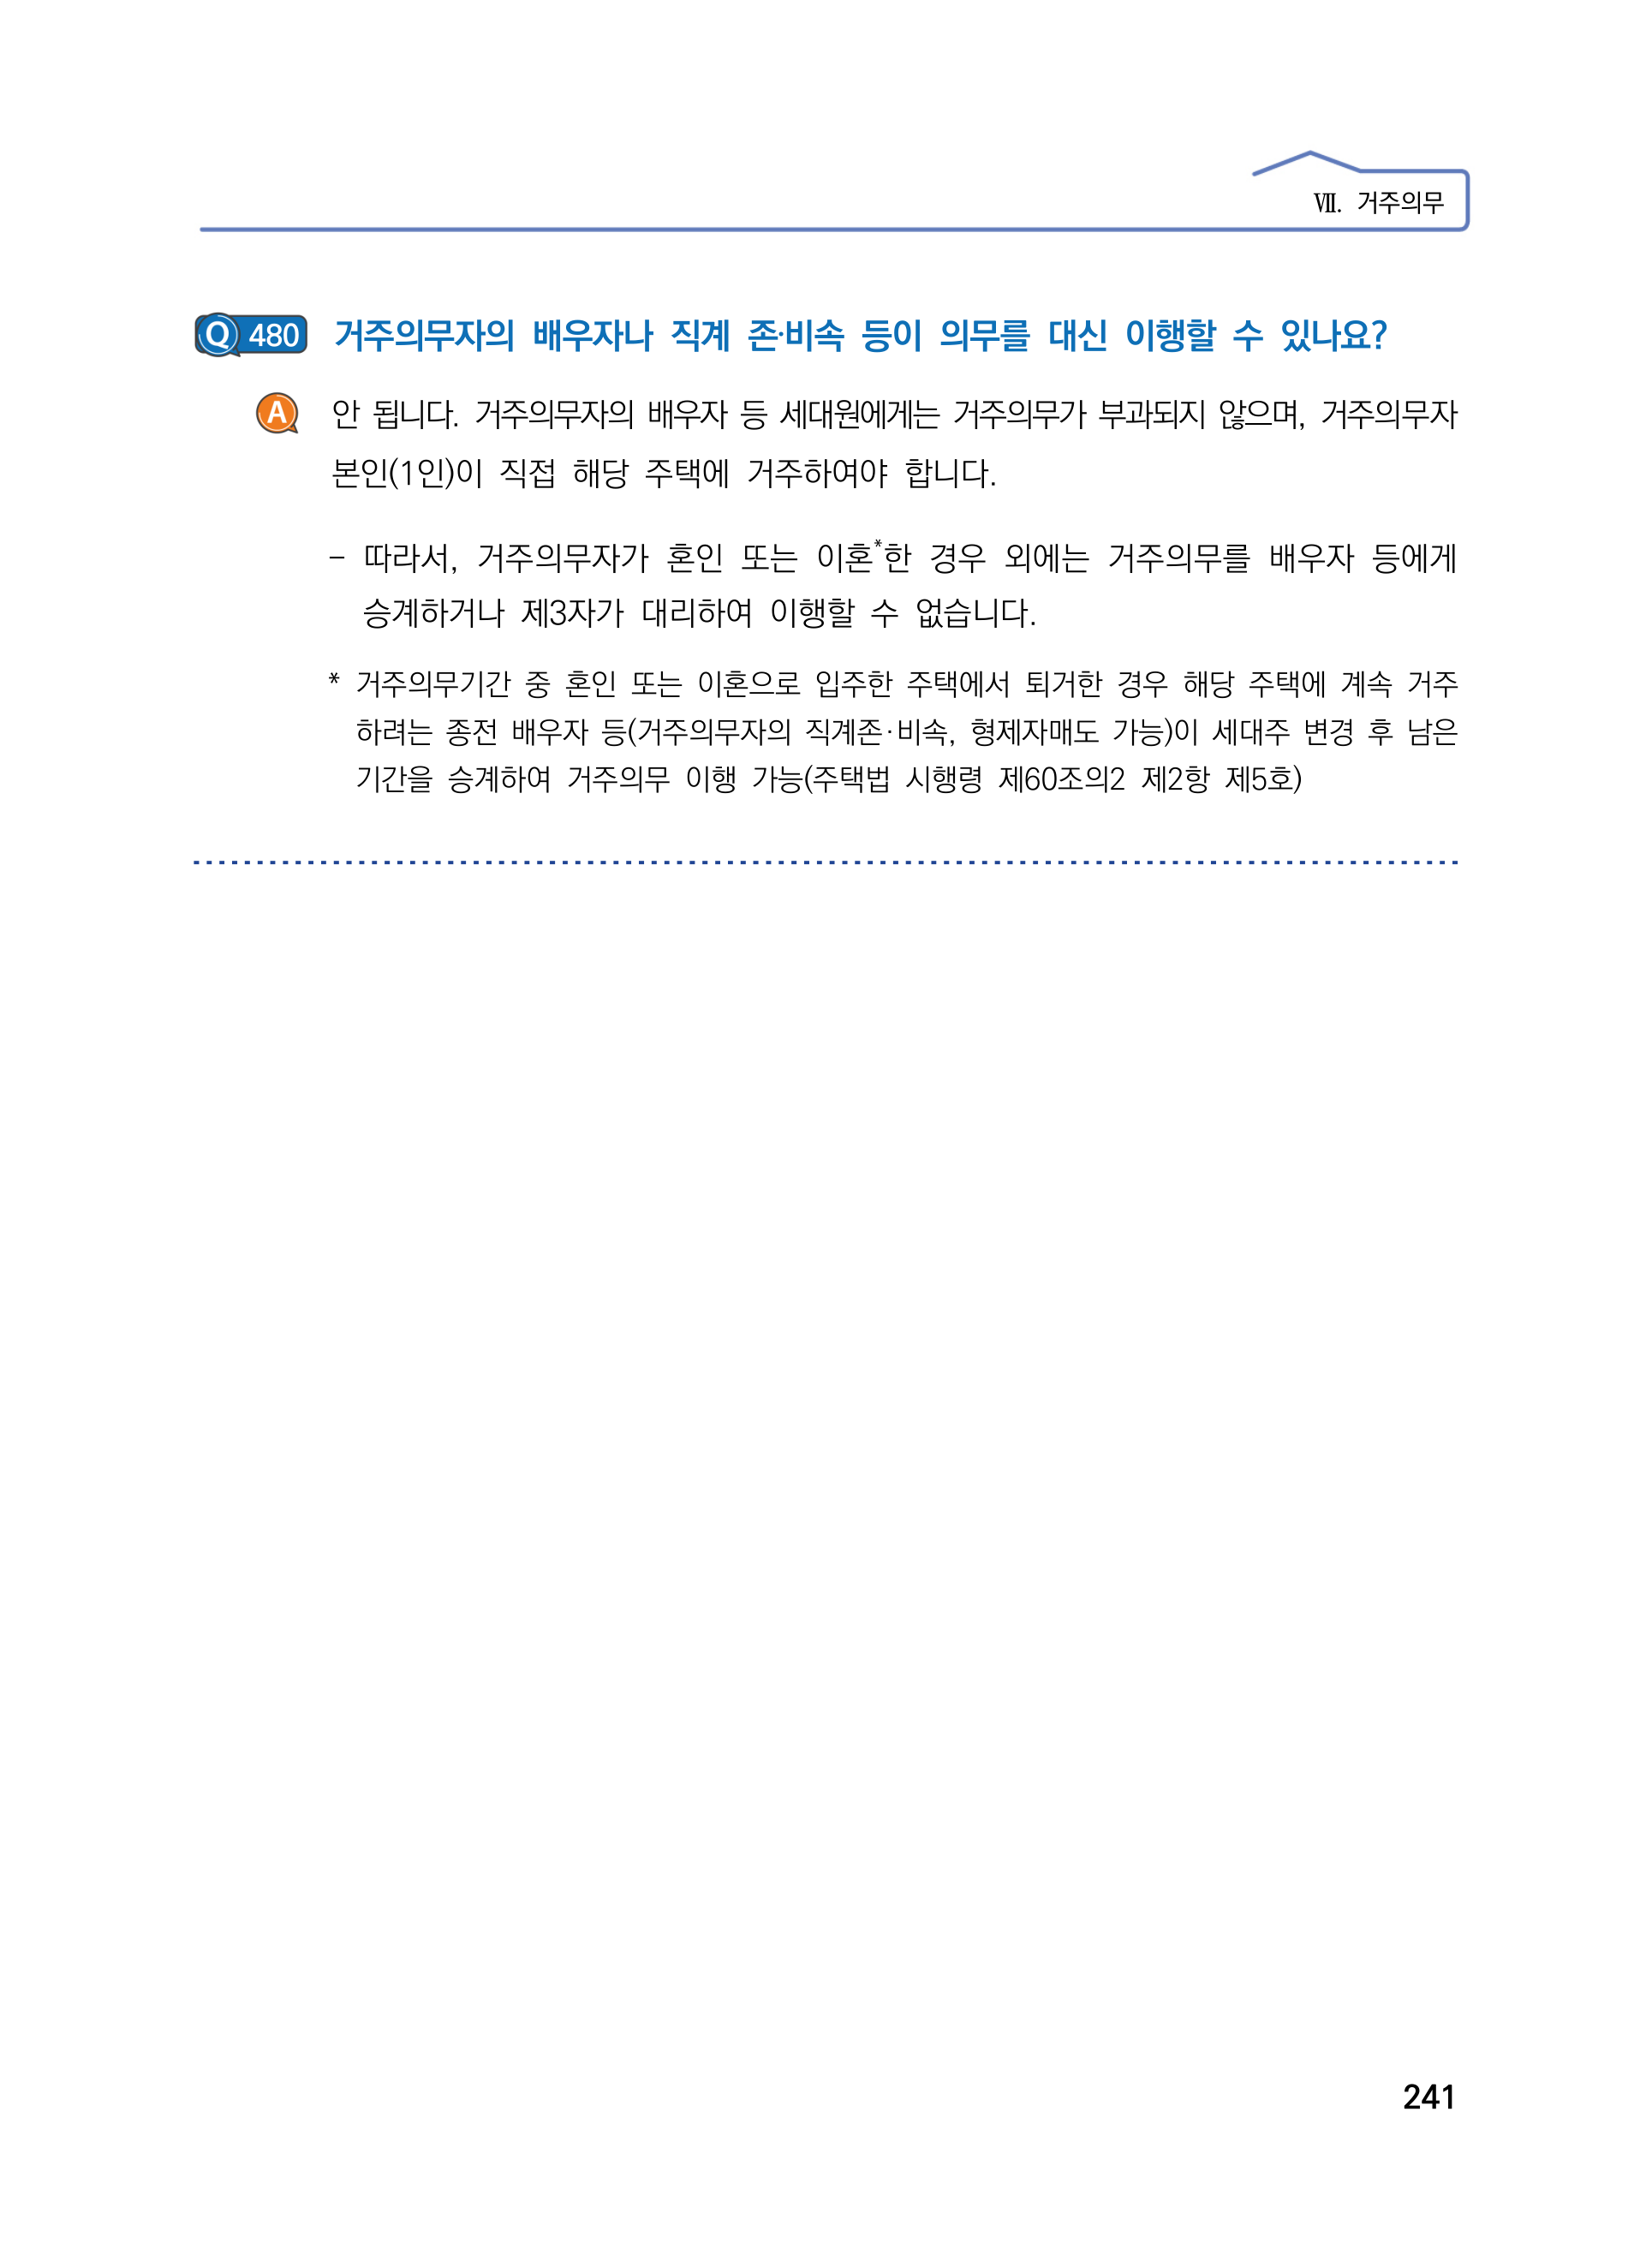 Ⅶ. 거주의무
Q 480 거주의무자의 배우자나 직계 존·비속 등이 의무를 대신 이행할 수 있나요?
A 안 됩니다. 거주의무자의 배우자 등 세대원에게는 거주의무가 부과되지 않으며, 거주의무자
본인(1인)이 직접 해당 주택에 거주하여야 합니다.
- 따라서, 거주의무자가 혼인 또는 이혼*한 경우 외에는 거주의무를 배우자 등에게
승계하거나 제3자가 대리하여 이행할 수 없습니다.
* 거주의무기간 중 혼인 또는 이혼으로 입주한 주택에서 퇴거한 경우 해당 주택에 계속 거주
하려는 종전 배우자 등(거주의무자의 직계존·비속, 형제자매도 가능)이 세대주 변경 후 남은
기간을 승계하여 거주의무 이행 가능(주택법 시행령 제60조의2 제2항 제5호)
241